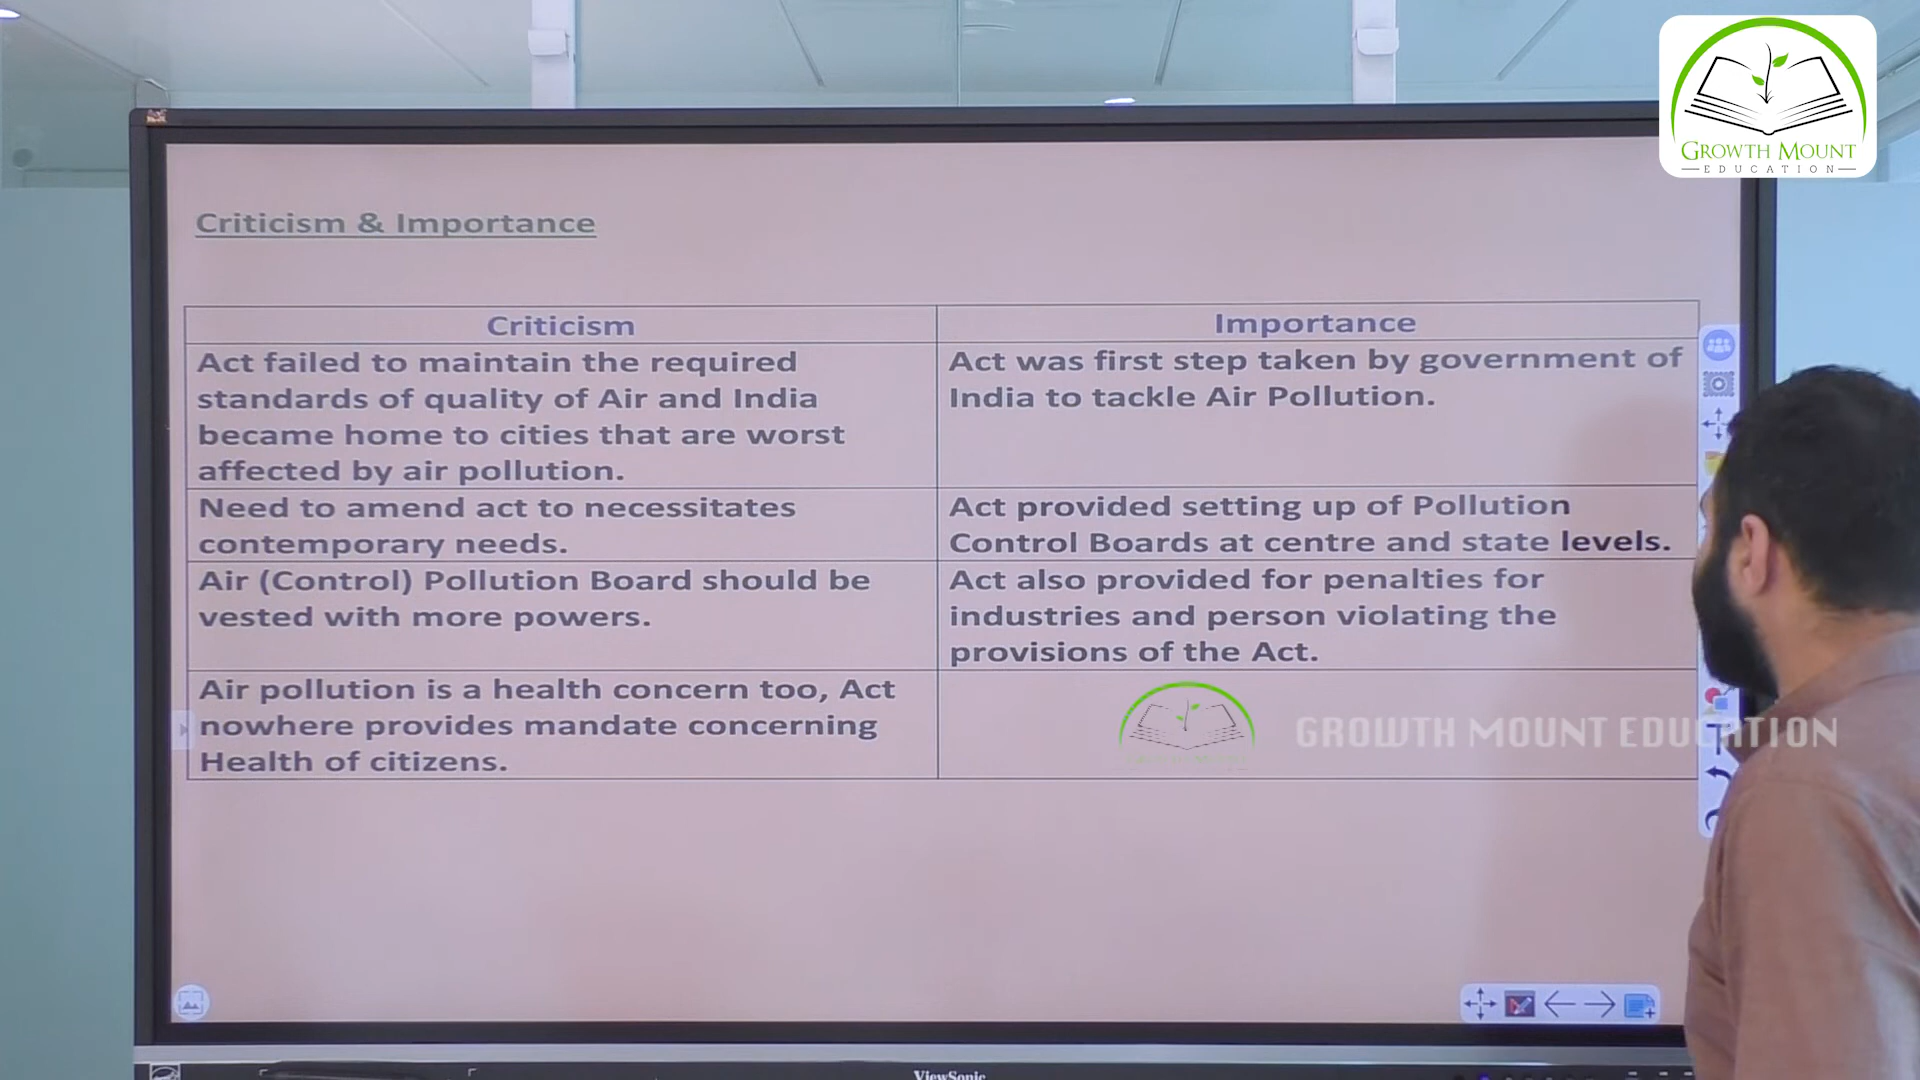 GROWTH MOUNT
EDUCATION
Criticism & Importance
Criticism
Importance
Act failed to maintain the required
standards of quality of Air and India
became home to cities that are worst
affected by air pollution.
Act was first step taken by government of
India to tackle Air Pollution.
Need to amend act to necessitates
contemporary needs.
Act provided setting up of Pollution
Control Boards at centre and state levels.
Air (Control) Pollution Board should be
vested with more powers.
Act also provided for penalties for
industries and person violating the
provisions of the Act.
Air pollution is a health concern too, Act
nowhere provides mandate concerning
Health of citizens.
GROWTH MOUNT EDUCATION
ViewSonic